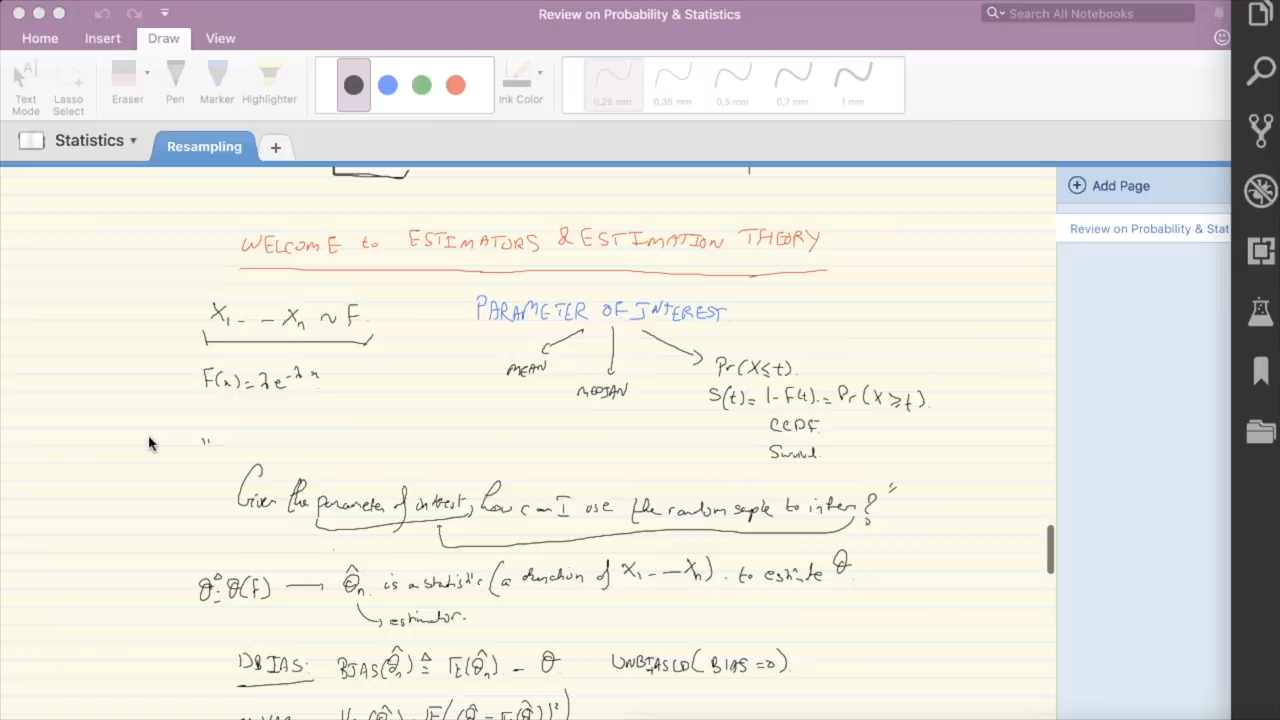 Review on Probability & Statistics
Search All Notebooks
Home Insert Draw View
Text Mode
Lasso Select
Eraser
Pen
Marker
Highlighter
Ink Color
0,25 mm
0,35 mm
0,5 mm
0,7 mm
1 mm
Statistics
Resampling
+
Add Page
Review on Probability & Stat
WELCOME to ESTIMATORS & ESTIMATION THEORY
X₁ - - Xₙ ~ F
PARAMETER OF INTEREST
MEAN
MEDIAN
Pr(X≤t).
F(x) = λe^-λx
S(t) = 1-F(t). = Pr(X≥t).
CCDF
"
Given the parameter of interest, how can I use the random sample to infer?"
θ ≜ θ(F) — θ̂ₙ is a statistic (a function of X₁ - - Xₙ). to estimate θ
estimator.
1) BIAS: BIAS(θ̂ₙ) ≜ E(θ̂ₙ) - θ UNBIASED (BIAS = 0).